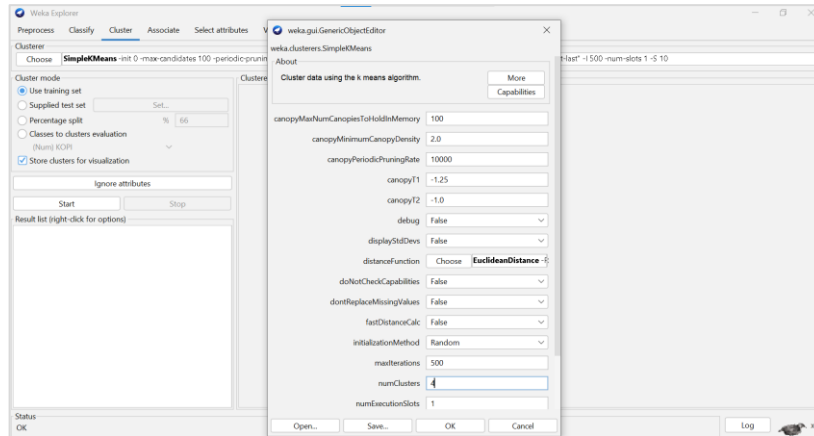 Weka Explorer
Preprocess Classify Cluster Associate Select attributes
Clusterer
Choose SimpleKMeans -init 0 -max-candidates 100 -periodic-prunin
t-last" -I 500 -num-slots 1 -S 10
Cluster mode
Use training set
Supplied test set Set...
Percentage split % 66
Classes to clusters evaluation
(Num) KOPI
Store clusters for visualization
Ignore attributes
Start Stop
Result list (right-click for options)
Clustere
weka.gui.GenericObjectEditor
weka.clusterers.SimpleKMeans
About
Cluster data using the k means algorithm.
More
Capabilities
canopyMaxNumCanopiesToHoldInMemory 100
canopyMinimumCanopyDensity 2.0
canopyPeriodicPruningRate 10000
canopyT1 -1.25
canopyT2 -1.0
debug False
displayStdDevs False
distanceFunction Choose EuclideanDistance
doNotCheckCapabilities False
dontReplaceMissingValues False
fastDistanceCalc False
initializationMethod Random
maxIterations 500
numClusters 4
numExecutionSlots 1
Open... Save... OK Cancel
Status
OK
Log